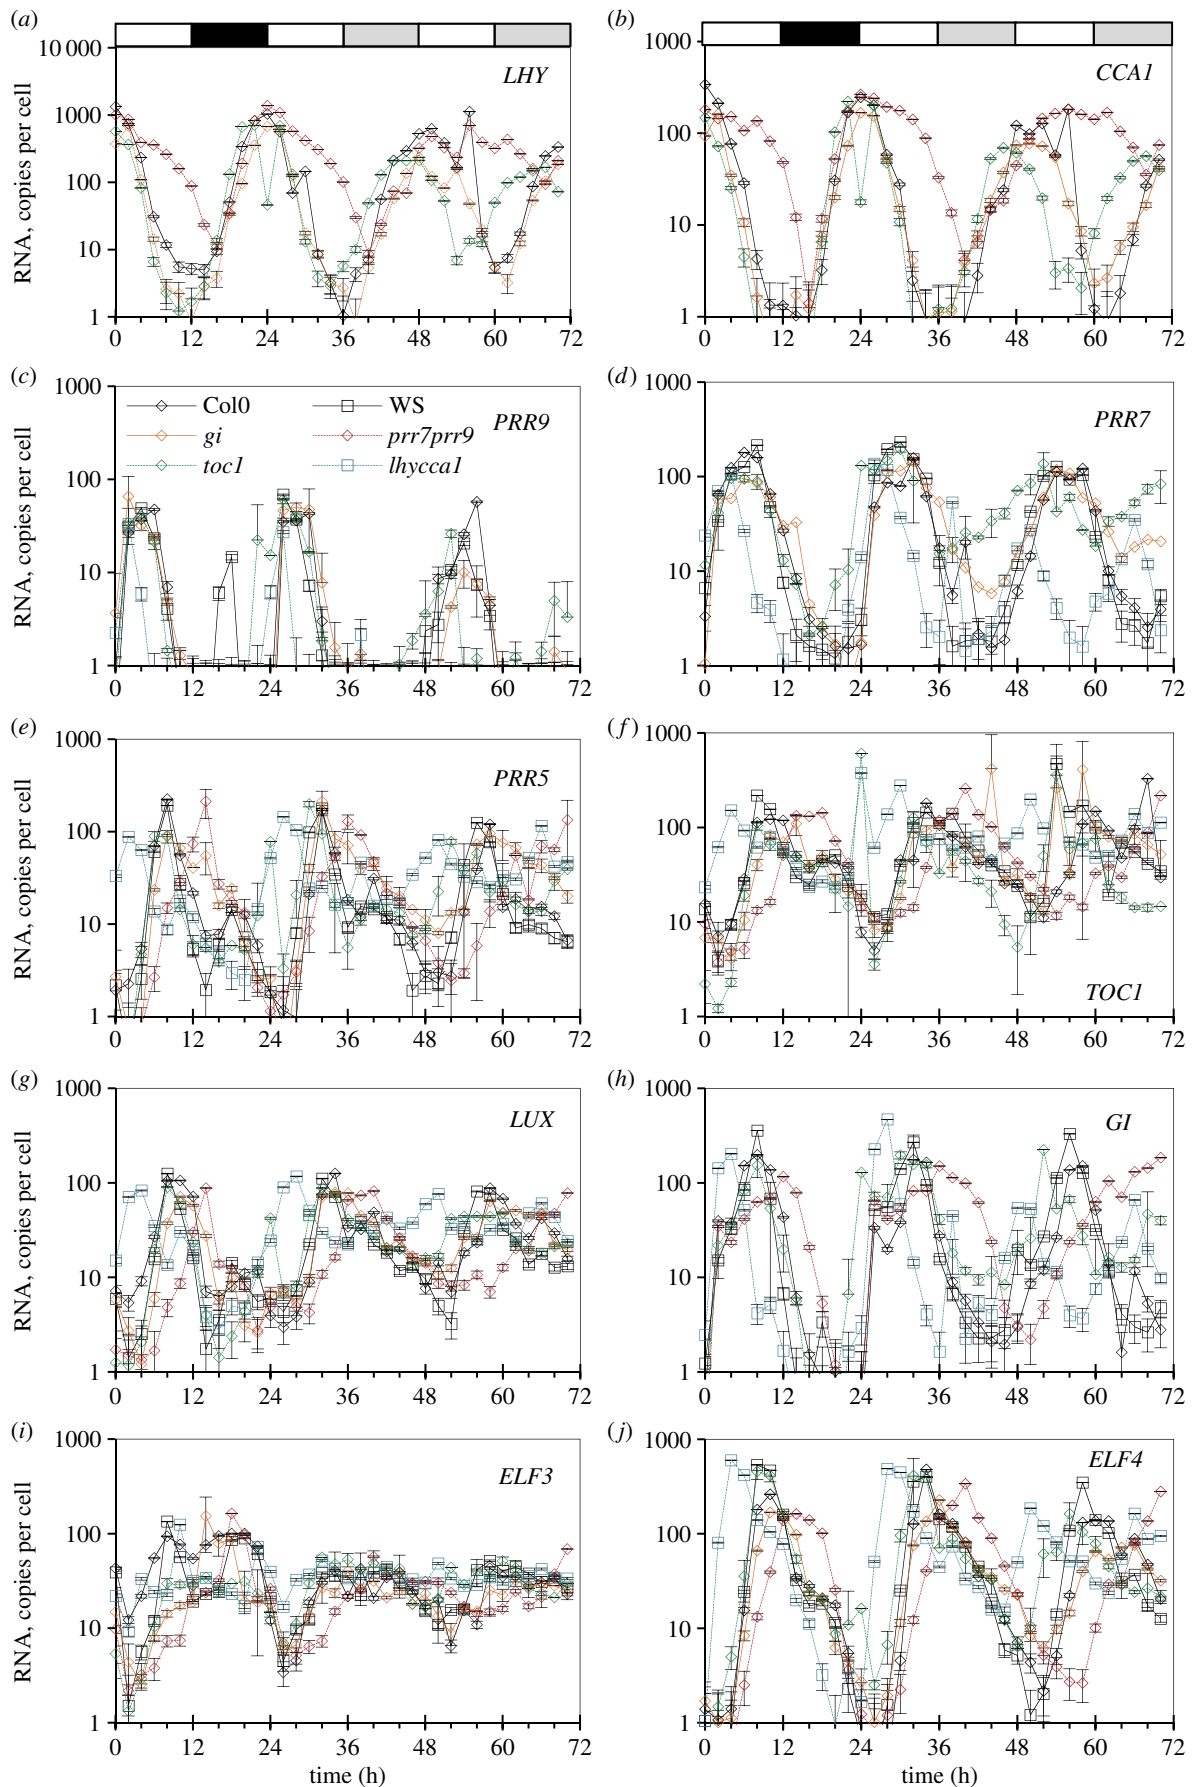 (a)
(b)
RNA, copies per cell
10 000
1000
100
10
1
LHY
0 12 24 36 48 60 72
1000
100
10
1
CCA1
0 12 24 36 48 60 72
(c)
(d)
RNA, copies per cell
1000
100
10
1
Col0 WS
gi prr7prr9
toc1 lhycca1
PRR9
0 12 24 36 48 60 72
1000
100
10
1
PRR7
0 12 24 36 48 60 72
(e)
(f)
RNA, copies per cell
1000
100
10
1
PRR5
0 12 24 36 48 60 72
1000
100
10
1
TOC1
0 12 24 36 48 60 72
(g)
(h)
RNA, copies per cell
1000
100
10
1
LUX
0 12 24 36 48 60 72
1000
100
10
1
GI
0 12 24 36 48 60 72
(i)
(j)
RNA, copies per cell
1000
100
10
1
ELF3
0 12 24 36 48 60 72
time (h)
1000
100
10
1
ELF4
0 12 24 36 48 60 72
time (h)